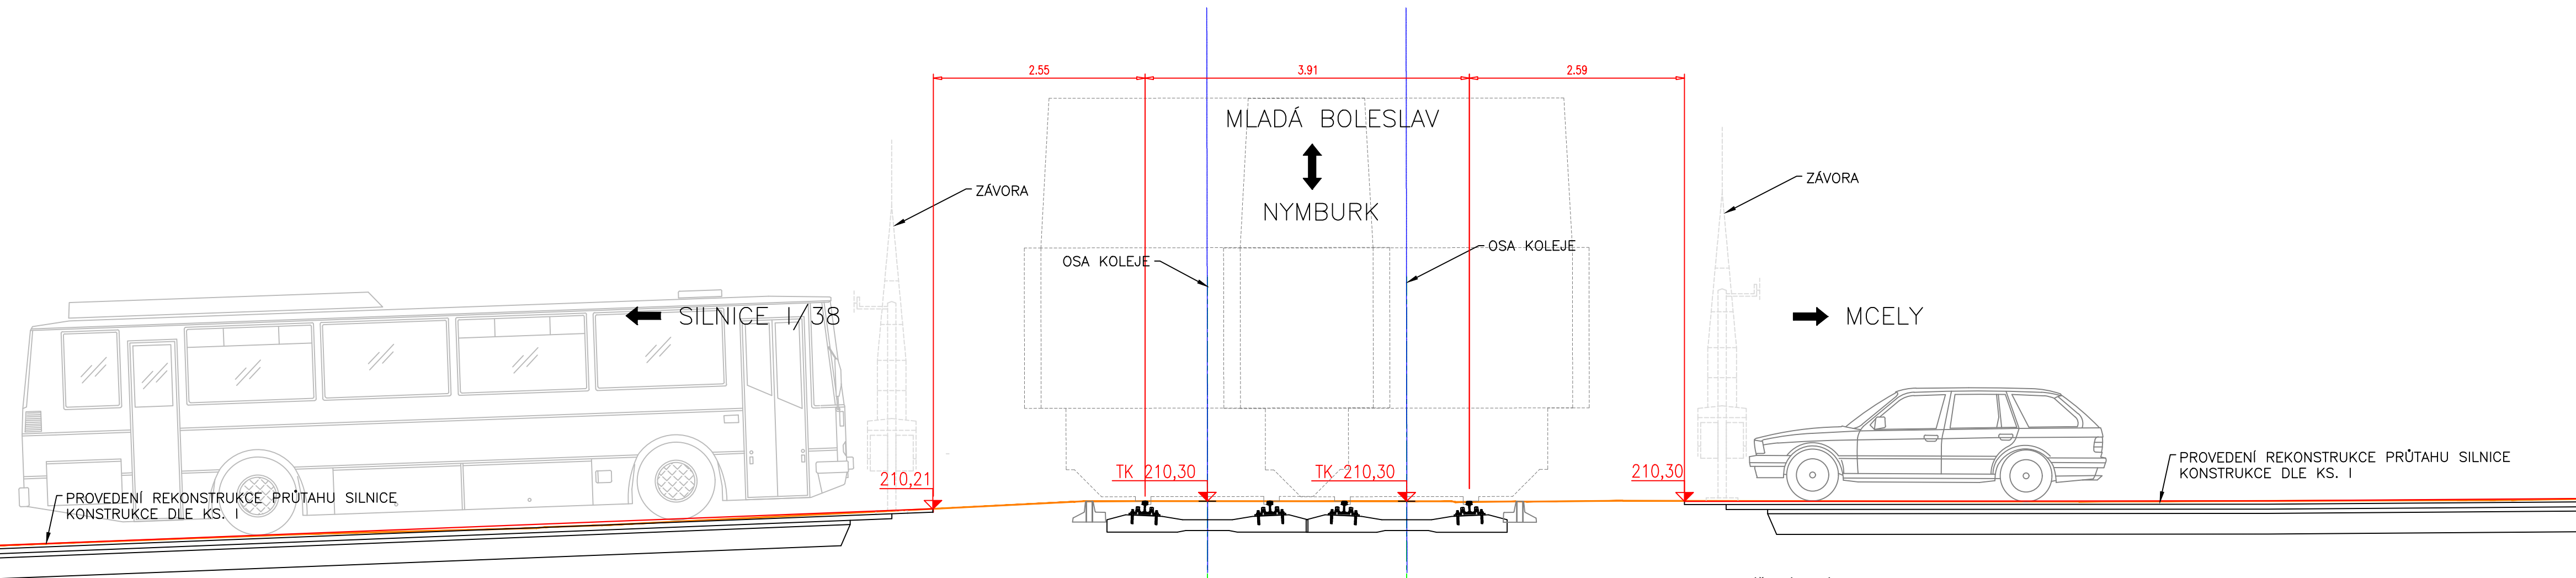 2.55
3.91
2.59
MLADÁ BOLESLAV
NYMBURK
ZÁVORA
ZÁVORA
OSA KOLEJE
OSA KOLEJE
SILNICE I/38
MCELY
210,21
TK 210,30
TK 210,30
210,30
PROVEDENÍ REKONSTRUKCE PRŮTAHU SILNICE
KONSTRUKCE DLE KS. I
PROVEDENÍ REKONSTRUKCE PRŮTAHU SILNICE
KONSTRUKCE DLE KS. I